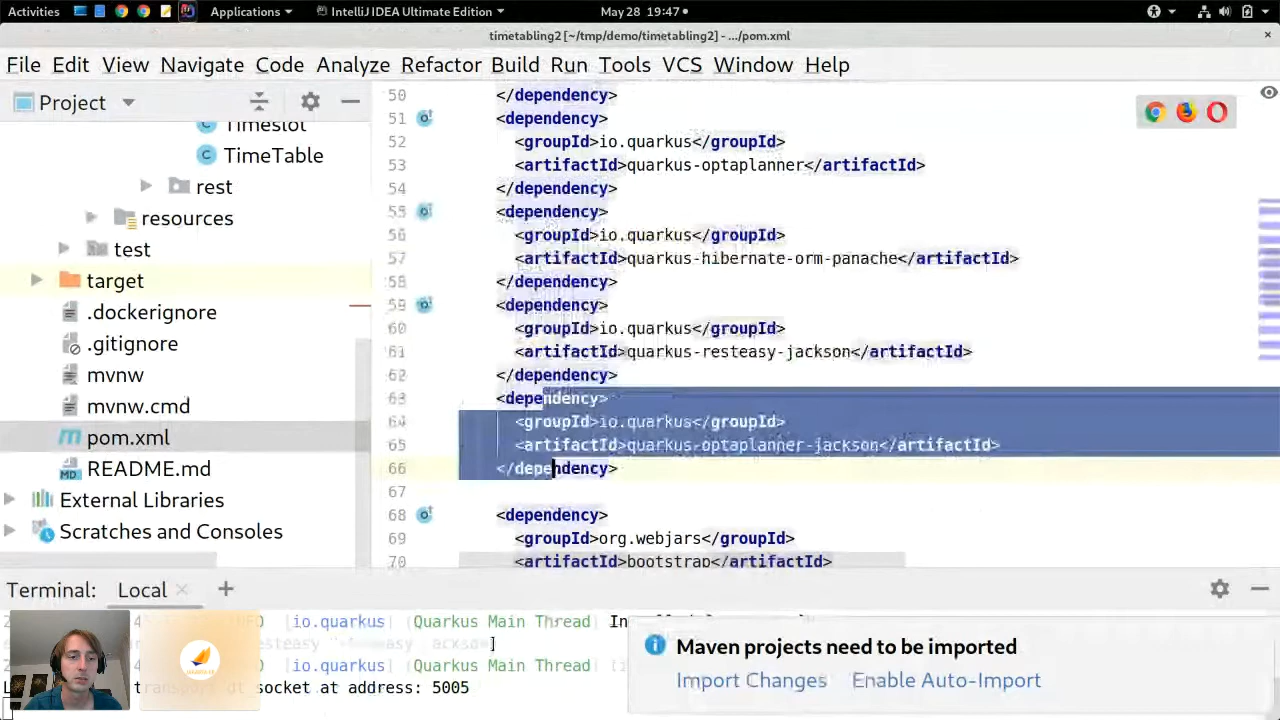 Activities
Applications
IntelliJ IDEA Ultimate Edition
May 28 19:47
timetabling2 [~/tmp/demo/timetabling2] - .../pom.xml
File Edit View Navigate Code Analyze Refactor Build Run Tools VCS Window Help
Project
Timeslot
TimeTable
rest
resources
test
target
.dockerignore
.gitignore
mvnw
mvnw.cmd
pom.xml
README.md
External Libraries
Scratches and Consoles
50 </dependency>
51 <dependency>
52 <groupId>io.quarkus</groupId>
53 <artifactId>quarkus-optaplanner</artifactId>
54 </dependency>
55 <dependency>
56 <groupId>io.quarkus</groupId>
57 <artifactId>quarkus-hibernate-orm-panache</artifactId>
58 </dependency>
59 <dependency>
60 <groupId>io.quarkus</groupId>
61 <artifactId>quarkus-resteasy-jackson</artifactId>
62 </dependency>
63 <dependency>
64 <groupId>io.quarkus</groupId>
65 <artifactId>quarkus-optaplanner-jackson</artifactId>
66 </dependency>
67
68 <dependency>
69 <groupId>org.webjars</groupId>
70 <artifactId>bootstrap</artifactId>
Terminal: Local
[io.quarkus] (Quarkus Main Thread)
[io.quarkus] (Quarkus Main Thread)
socket at address: 5005
Maven projects need to be imported
Import Changes Enable Auto-Import